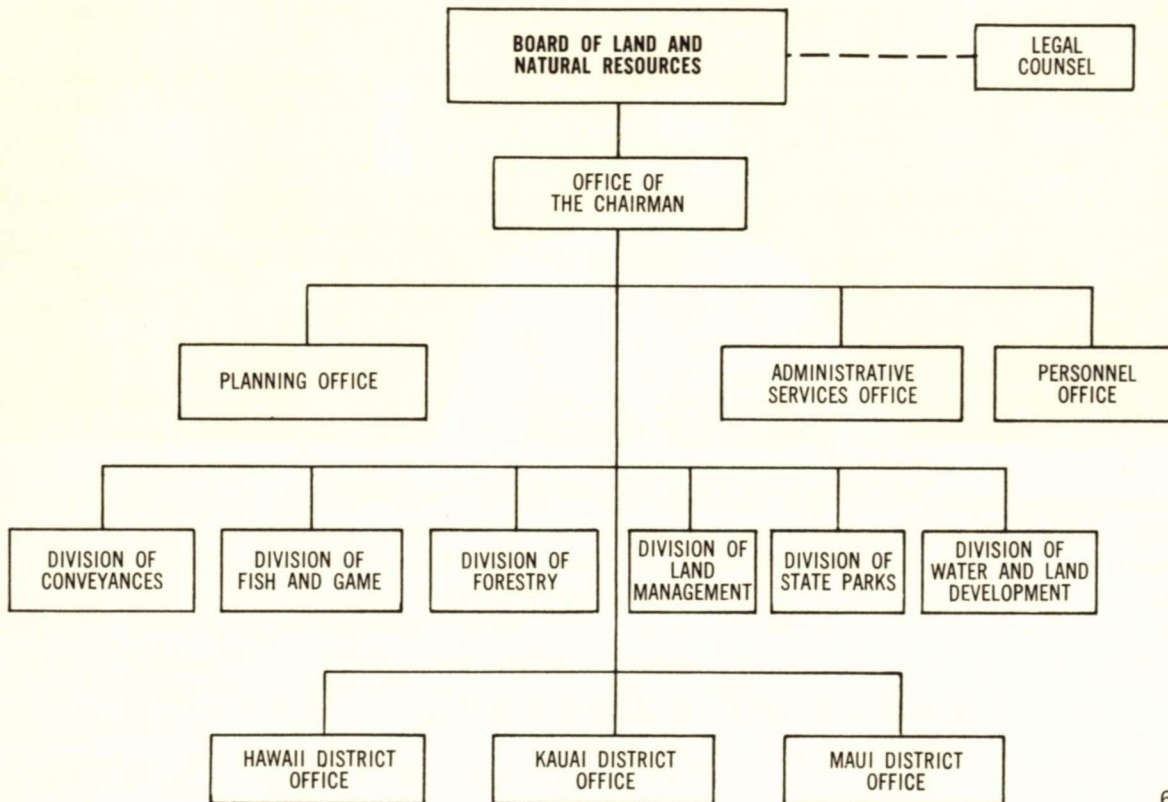 BOARD OF LAND AND
NATURAL RESOURCES
LEGAL
COUNSEL
OFFICE OF
THE CHAIRMAN
PLANNING OFFICE
ADMINISTRATIVE
SERVICES OFFICE
PERSONNEL
OFFICE
DIVISION OF
CONVEYANCES
DIVISION OF
FISH AND GAME
DIVISION OF
FORESTRY
DIVISION OF
LAND
MANAGEMENT
DIVISION OF
STATE PARKS
DIVISION OF
WATER AND LAND
DEVELOPMENT
HAWAII DISTRICT
OFFICE
KAUAI DISTRICT
OFFICE
MAUI DISTRICT
OFFICE
6